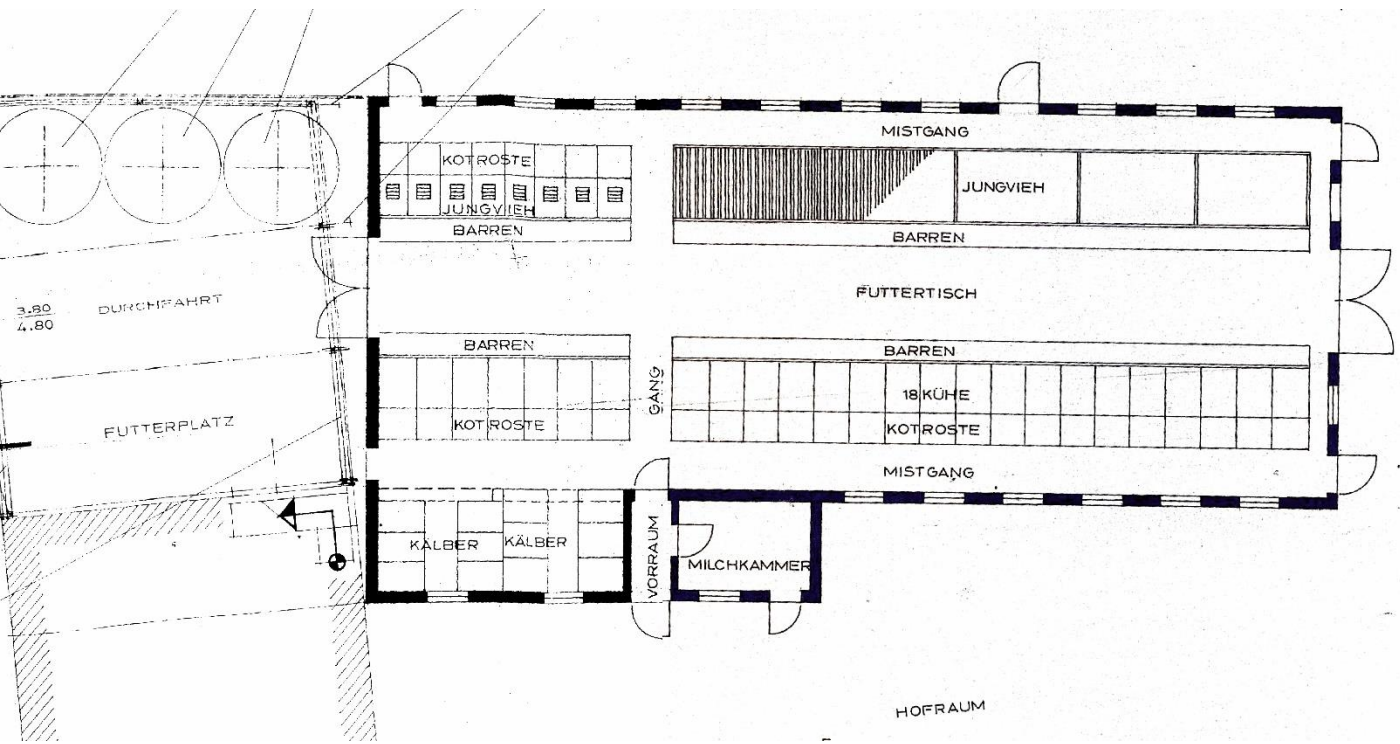 MISTGANG
KOTROSTE
JUNGVIEH
JUNGVIEH
BARREN
BARREN
3.80
4.80
DURCHFAHRT
FUTTERTISCH
BARREN
BARREN
GANG
18 KÜHE
FUTTERPLATZ
KOTROSTE
KOTROSTE
MISTGANG
KÄLBER
KÄLBER
VORRAUM
MILCHKAMMER
HOFRAUM